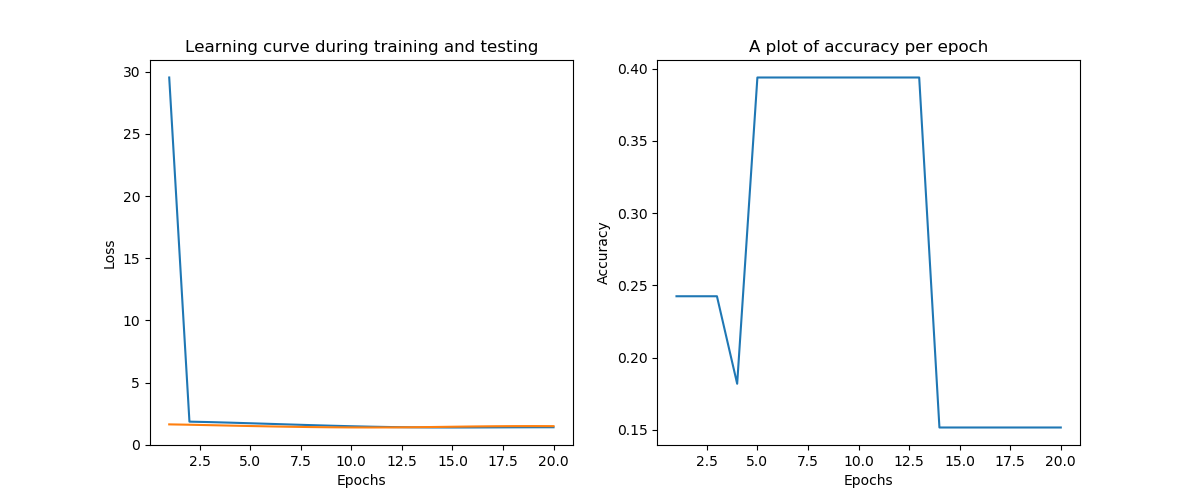 Learning curve during training and testing
30
25
20
15
10
5
0
Loss
2.5 5.0 7.5 10.0 12.5 15.0 17.5 20.0
Epochs
A plot of accuracy per epoch
0.40
0.35
0.30
0.25
0.20
0.15
Accuracy
2.5 5.0 7.5 10.0 12.5 15.0 17.5 20.0
Epochs